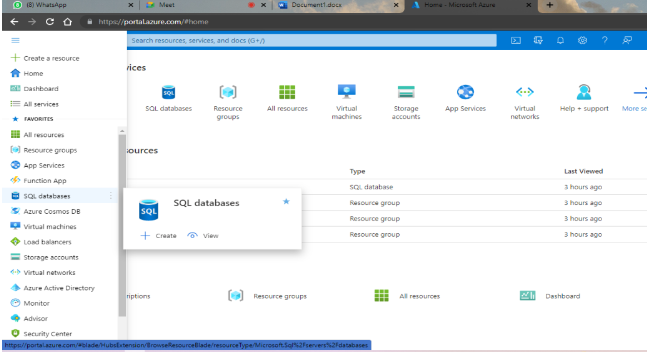 (8) WhatsApp
Meet
Document1.docx
Home - Microsoft Azure
https://portal.azure.com/#home
Search resources, services, and docs (G+/)
Create a resource
Home
Dashboard
All services
FAVORITES
All resources
Resource groups
App Services
Function App
SQL databases
Azure Cosmos DB
Virtual machines
Load balancers
Storage accounts
Virtual networks
Azure Active Directory
Monitor
Advisor
Security Center
vices
SQL databases
Resource groups
All resources
Virtual machines
Storage accounts
App Services
Virtual networks
Help + support
More se
ources
Type
Last Viewed
SQL database
3 hours ago
Resource group
3 hours ago
Resource group
3 hours ago
Resource group
3 hours ago
SQL
SQL databases
Create
View
riptions
Resource groups
All resources
Dashboard
https://portal.azure.com/#blade/HubsExtension/BrowseResourceBlade/resourceType/Microsoft.Sql%2Fservers%2Fdatabases